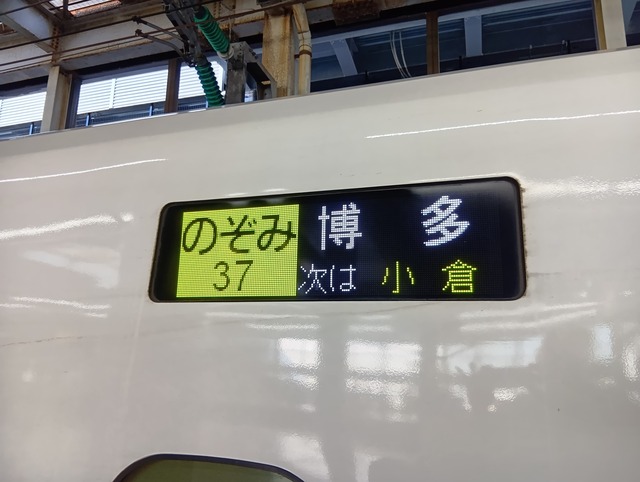 のぞみ 博多
37 次は 小倉